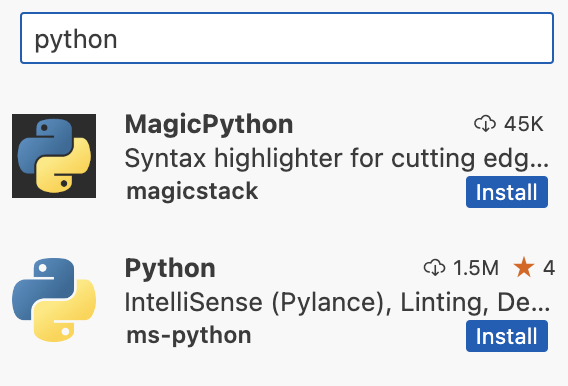 python
MagicPython 45K
Syntax highlighter for cutting edg...
magicstack Install
Python 1.5M 4
IntelliSense (Pylance), Linting, De...
ms-python Install